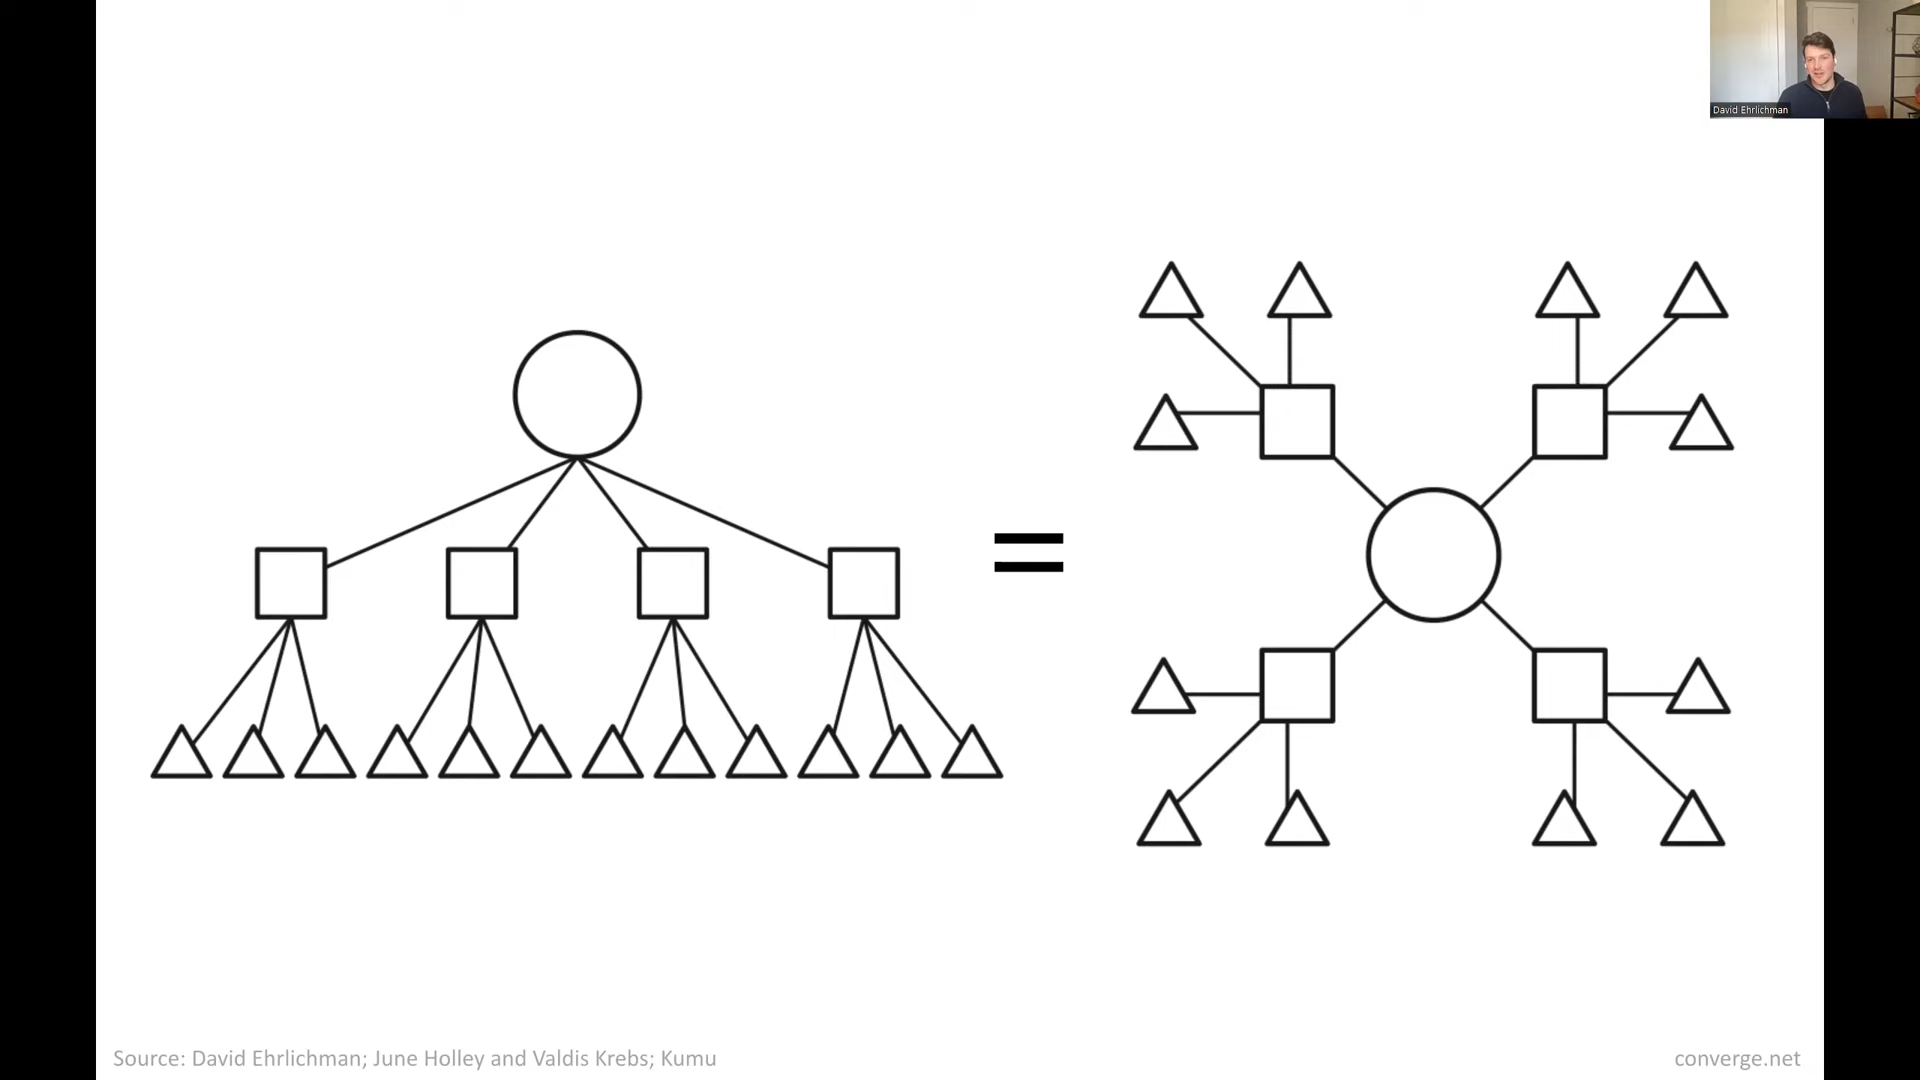 David Ehrlichman
=
Source: David Ehrlichman; June Holley and Valdis Krebs; Kumu
converge.net